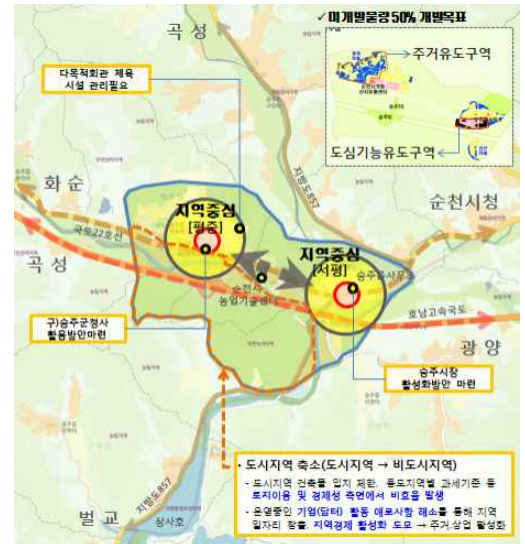 곡성
✓미개발물량 50% 개발목표
주거유도구역
도심기능유도구역
다목적회관 체육
시설 관리필요
화순
지방도857
순천시청
지역중심
[평중]
국도22호선
지역중심
[서평]
승주읍사무소
곡성
순천시
농업기술센터
호남고속국도
구)승주군청사
활용방안마련
광양
승주시장
활성화방안 마련
• 도시지역 축소(도시지역 → 비도시지역)
- 도시지역 건축물 입지 제한, 용도지역별 과세기준 등
토지이용 및 경제성 측면에서 비효율 발생
- 운영중인 기업(담터) 활동 애로사항 해소를 통해 지역
일자리 창출, 지역경제 활성화 도모 → 주거.상업 활성화
지방도857
벌교
상사호